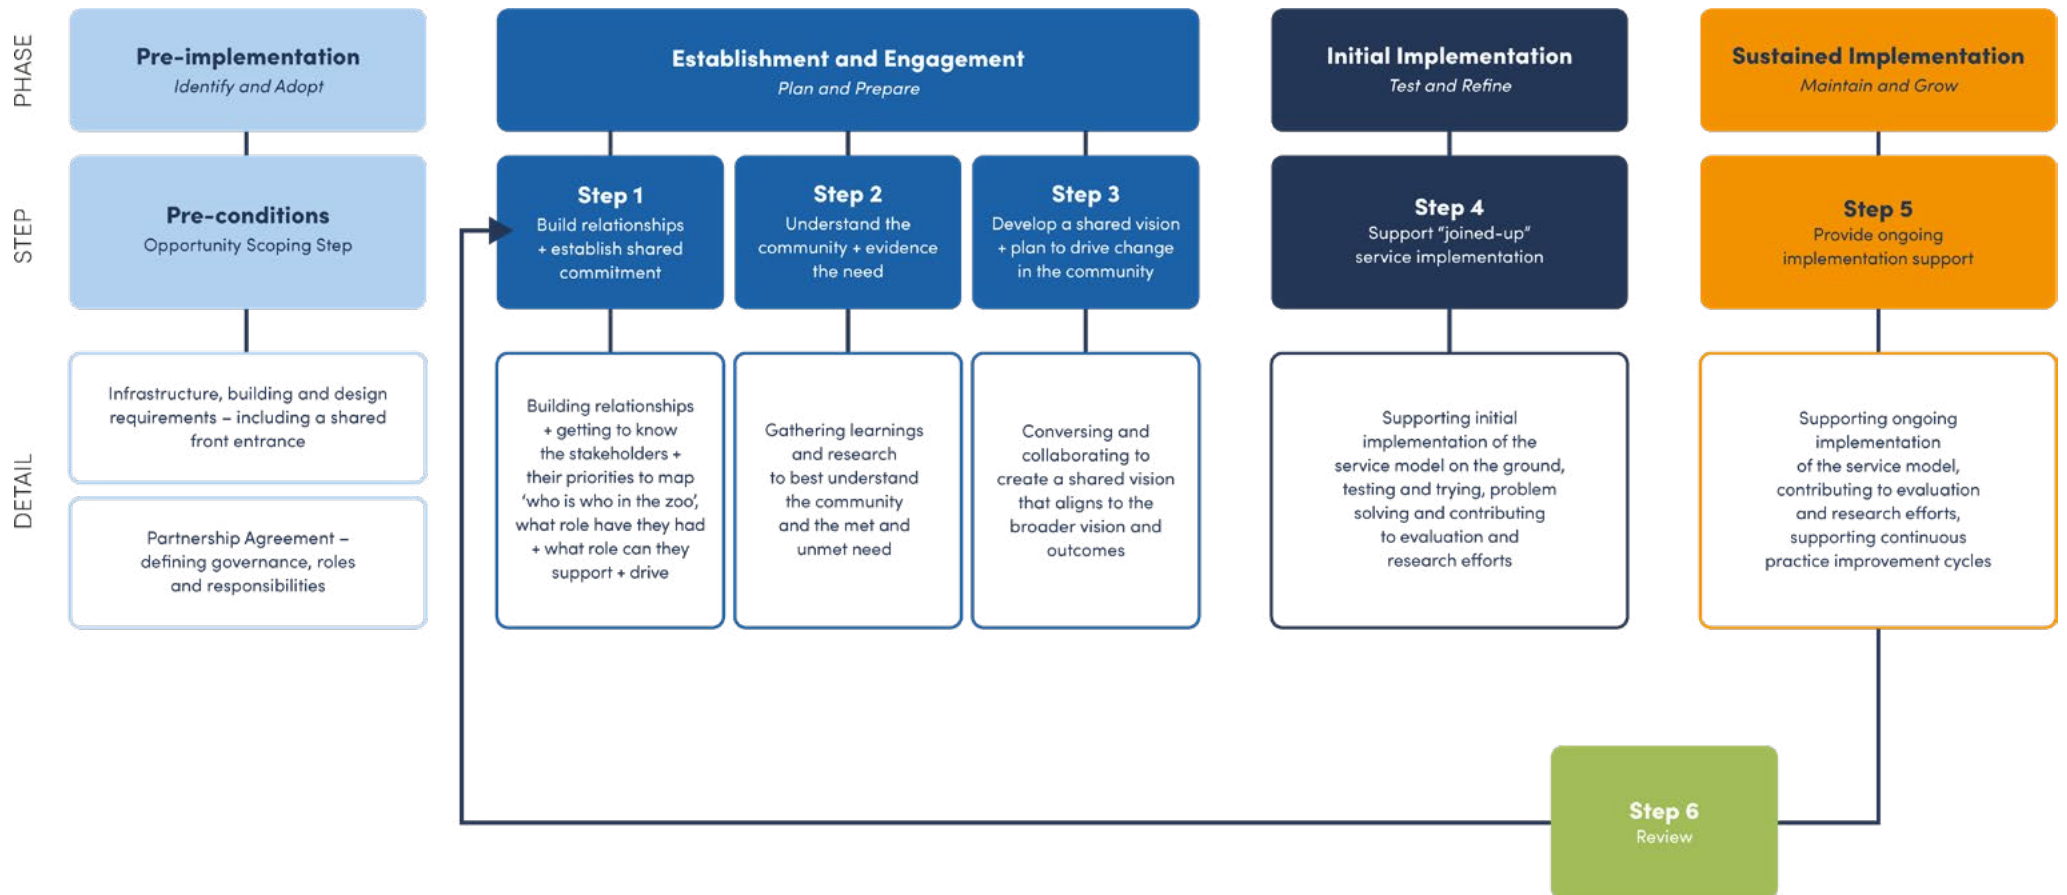 PHASE
Pre-implementation
Identify and Adopt
Establishment and Engagement
Plan and Prepare
Initial Implementation
Test and Refine
Sustained Implementation
Maintain and Grow
STEP
Pre-conditions
Opportunity Scoping Step
Step 1
Build relationships
+ establish shared
commitment
Step 2
Understand the
community + evidence
the need
Step 3
Develop a shared vision
+ plan to drive change
in the community
Step 4
Support “joined-up”
service implementation
Step 5
Provide ongoing
implementation support
DETAIL
Infrastructure, building and design
requirements – including a shared
front entrance
Partnership Agreement –
defining governance, roles
and responsibilities
Building relationships
+ getting to know
the stakeholders +
their priorities to map
‘who is who in the zoo’,
what role have they had
+ what role can they
support + drive
Gathering learnings
and research
to best understand
the community
and the met and
unmet need
Conversing and
collaborating to
create a shared vision
that aligns to the
broader vision and
outcomes
Supporting initial
implementation of the
service model on the ground,
testing and trying, problem
solving and contributing
to evaluation and
research efforts
Supporting ongoing
implementation
of the service model,
contributing to evaluation
and research efforts,
supporting continuous
practice improvement cycles
Step 6
Review